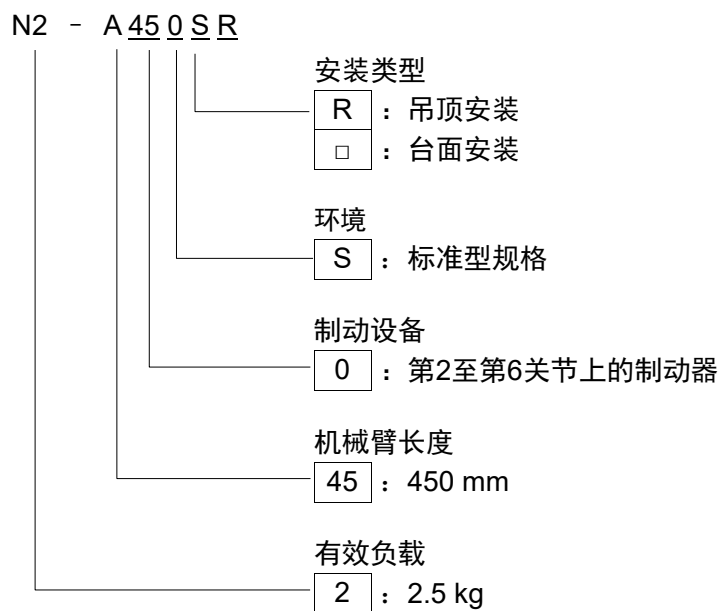 N2 - A 45 0 S R
安装类型
R ：吊顶安装
□ ：台面安装
环境
S ：标准型规格
制动设备
0 ：第2至第6关节上的制动器
机械臂长度
45 ：450 mm
有效负载
2 ：2.5 kg